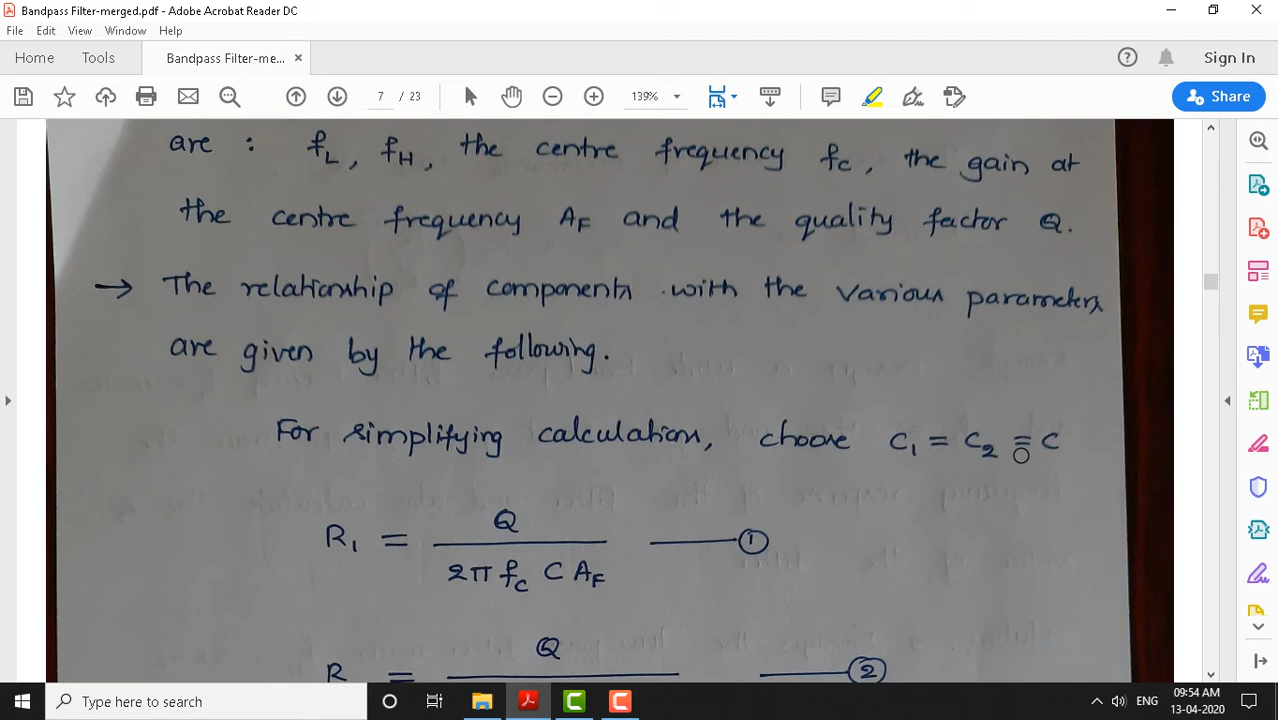 Bandpass Filter-merged.pdf - Adobe Acrobat Reader DC
File Edit View Window Help
Home Tools Bandpass Filter-me... × Sign In
7 / 23 139% Share
are : fL, fH, the centre frequency fc, the gain at
the centre frequency AF and the quality factor Q.
→ The relationship of components with the various parameters
are given by the following.
For simplifying calculations, choose C1 = C2 = C
R1 = Q / 2π fc C AF ——— ①
R = Q ——— ②
Type here to search
ENG 09:54 AM
13-04-2020